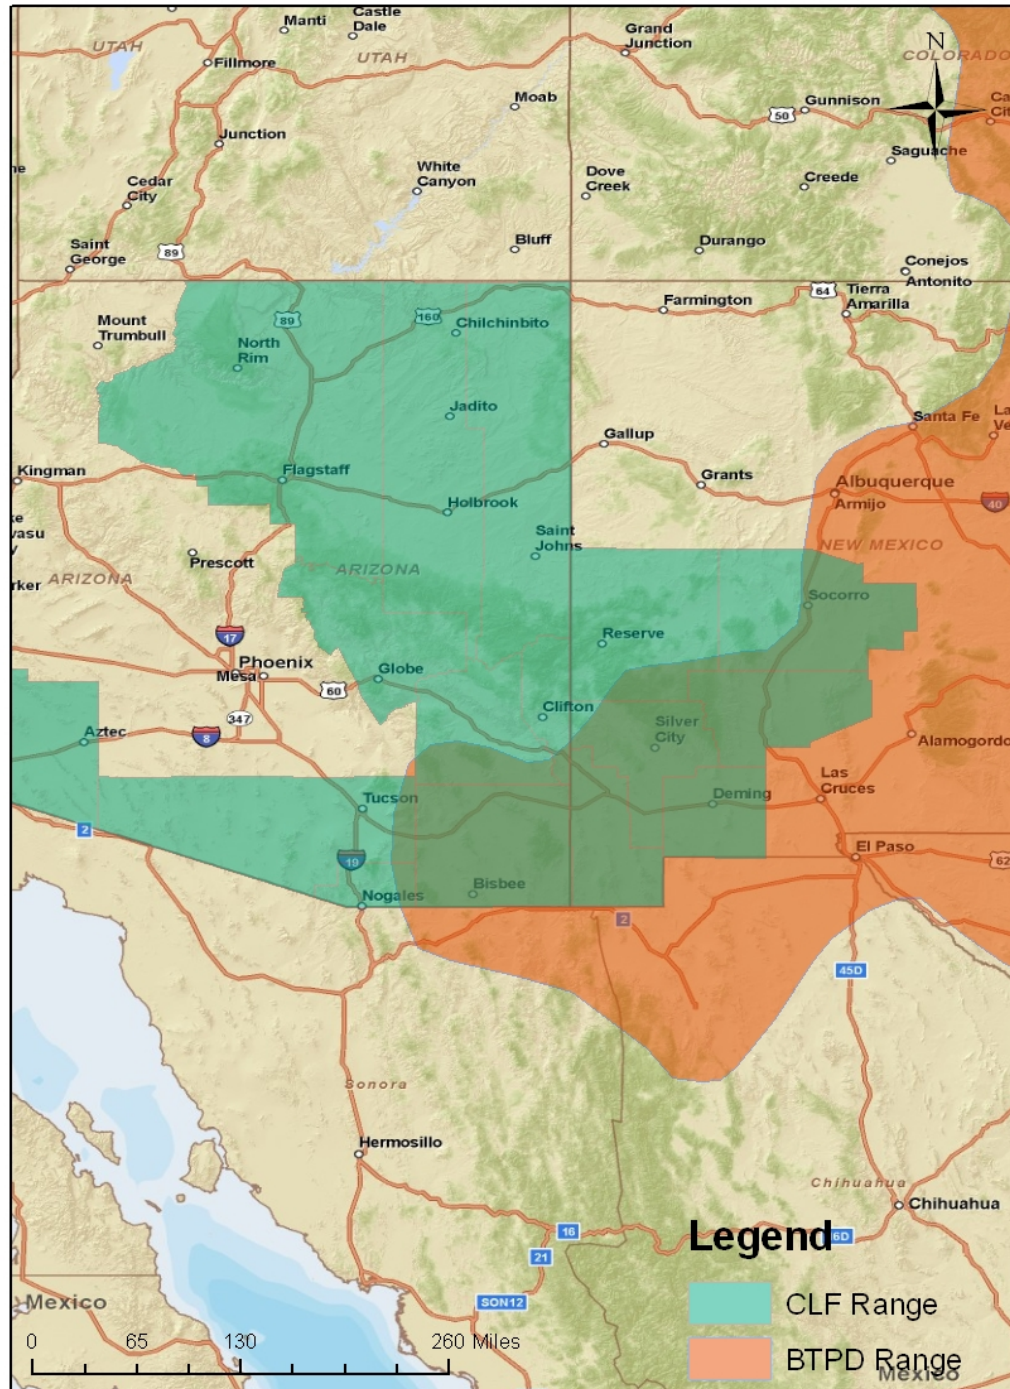 Manti
Castle
Dale
UTAH
UTAH
Fillmore
Grand
Junction
N
COLORADO
Moab
50
Gunnison
Junction
Saguache
White
Canyon
Dove
Creek
Creede
Cedar
City
Saint
George
89
Bluff
Durango
Conejos
Antonito
64
Tierra
Amarilla
Farmington
Mount
Trumbull
89
160
Chilchinbito
North
Rim
Jadito
Santa Fe
Gallup
Kingman
Flagstaff
Grants
Albuquerque
Armijo
40
Holbrook
Saint
Johns
NEW MEXICO
Prescott
ARIZONA
ARIZONA
Socorro
17
Reserve
Phoenix
Mesa
Globe
60
347
Clifton
Aztec
8
Silver
City
Alamogordo
Las
Cruces
Tucson
Deming
2
El Paso
62
19
Bisbee
Nogales
2
45D
Sonora
Hermosillo
Chihuahua
Chihuahua
16
21
6D
Legend
SON12
CLF Range
Mexico
0 65 130 260 Miles
BTPD Range
Mexico